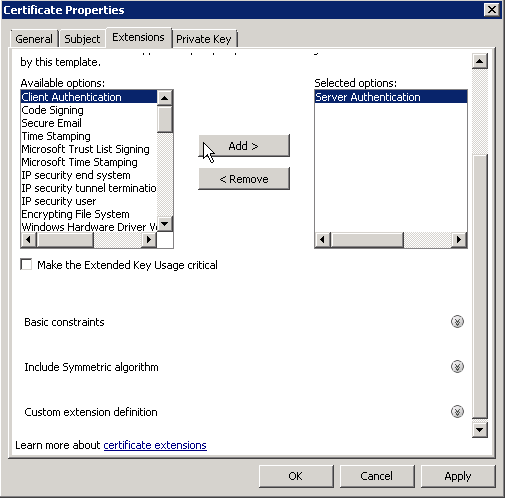 Certificate Properties
General Subject Extensions Private Key
by this template.
Available options: Selected options:
Client Authentication
Code Signing
Secure Email
Time Stamping
Microsoft Trust List Signing
Microsoft Time Stamping
IP security end system
IP security tunnel terminatio
IP security user
Encrypting File System
Windows Hardware Driver V
Server Authentication
Add >
< Remove
Make the Extended Key Usage critical
Basic constraints
Include Symmetric algorithm
Custom extension definition
Learn more about certificate extensions
OK Cancel Apply